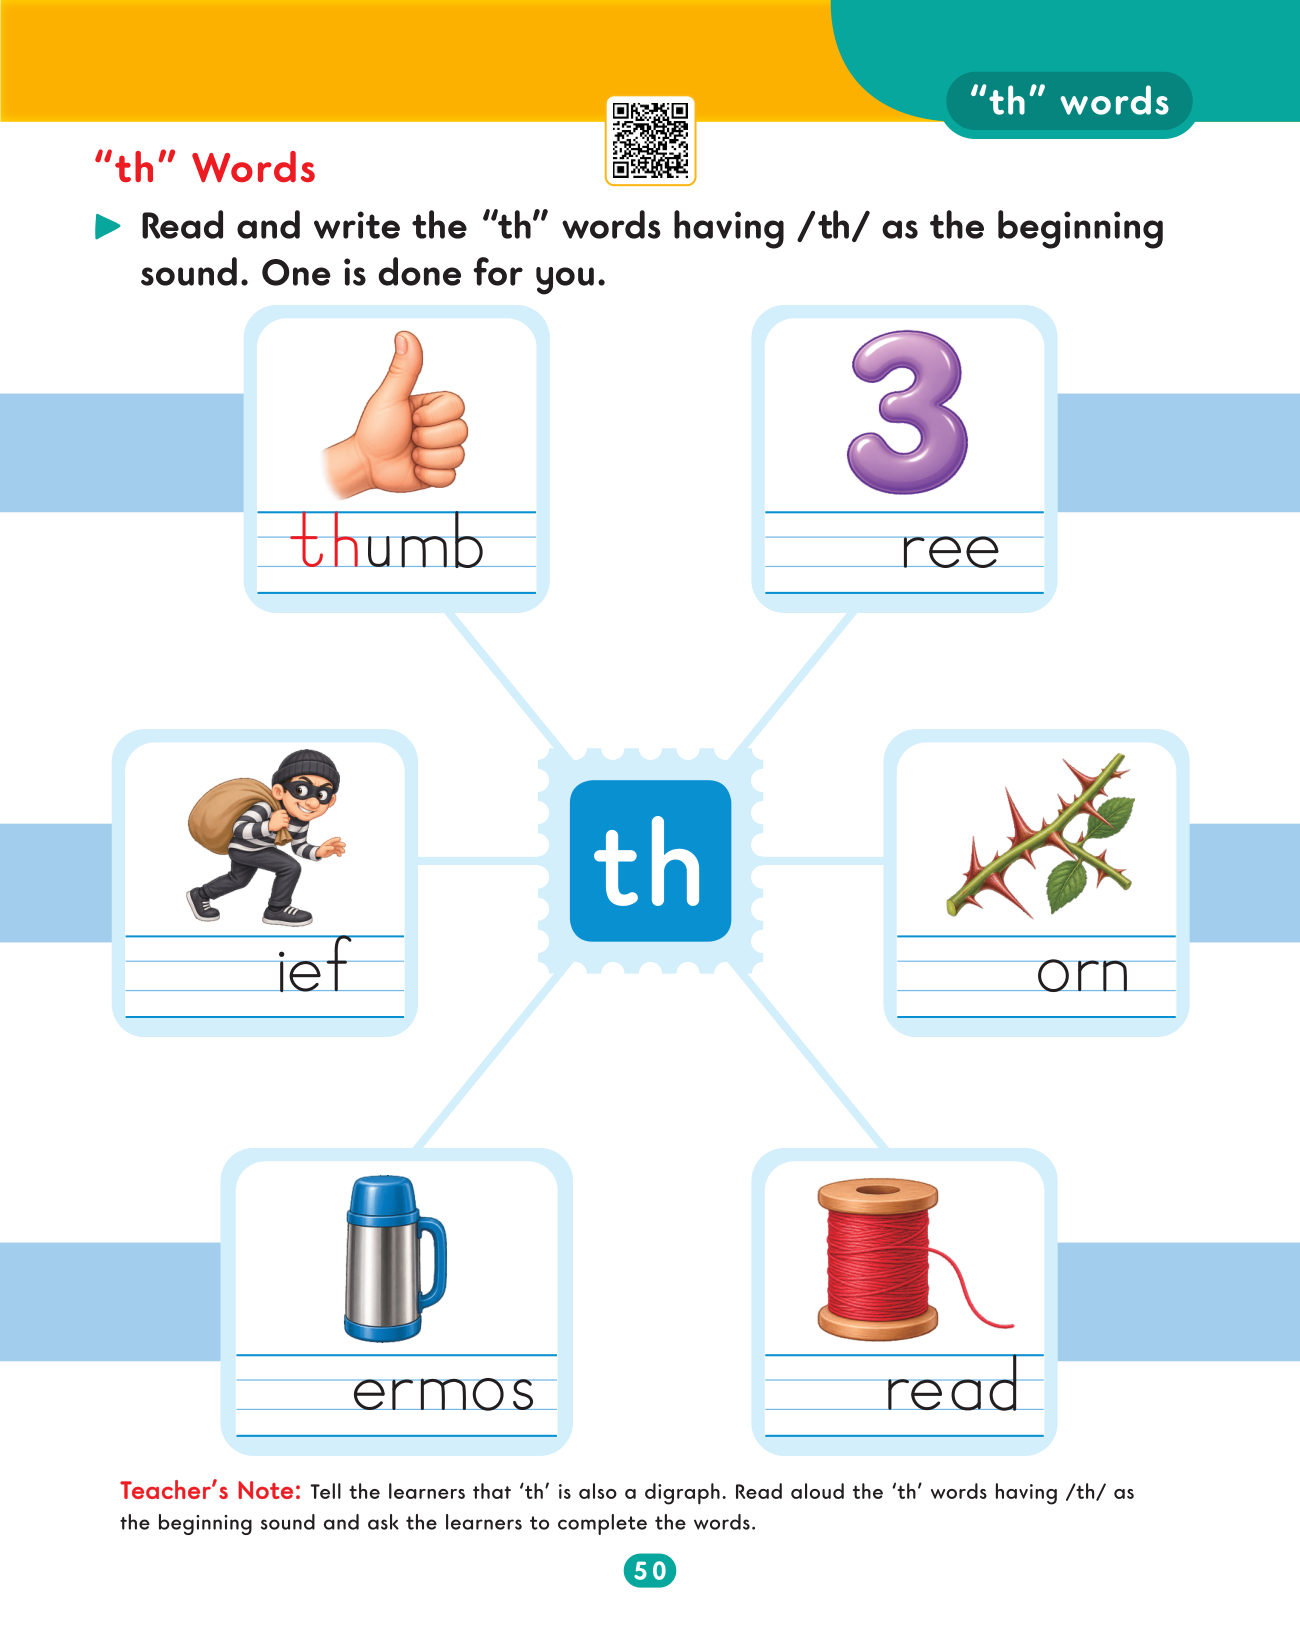 “th” words
“th” Words
Read and write the “th” words having /th/ as the beginning
sound. One is done for you.
3
thumb
ree
th
ief
orn
ermos
read
Teacher’s Note: Tell the learners that ‘th’ is also a digraph. Read aloud the ‘th’ words having /th/ as
the beginning sound and ask the learners to complete the words.
50